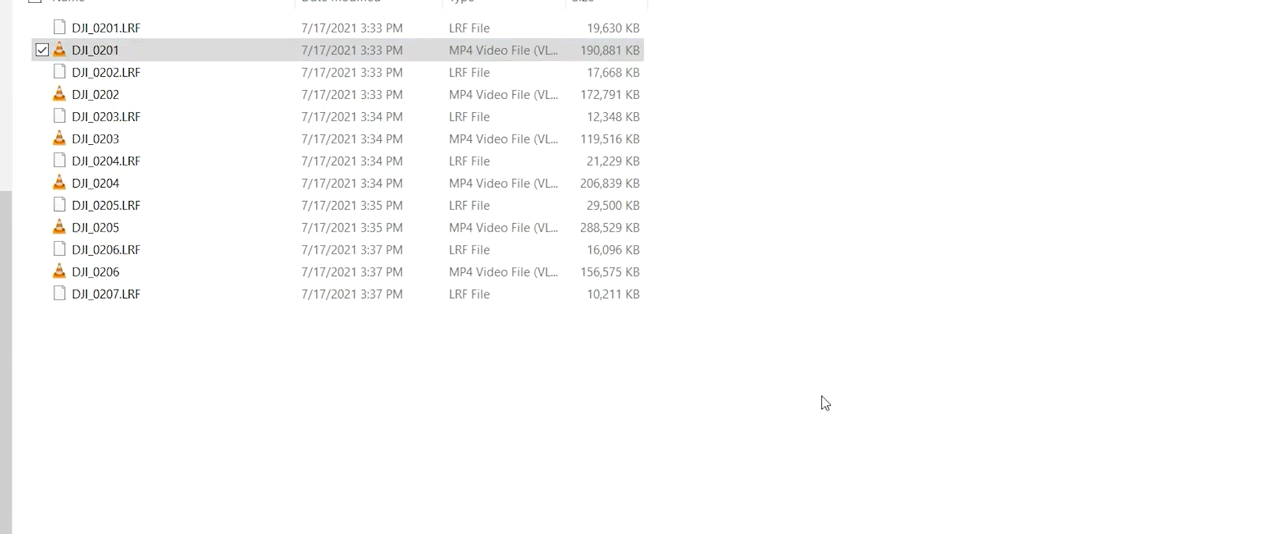 Name Date modified Type Size
DJI_0201.LRF 7/17/2021 3:33 PM LRF File 19,630 KB
DJI_0201 7/17/2021 3:33 PM MP4 Video File (VL... 190,881 KB
DJI_0202.LRF 7/17/2021 3:33 PM LRF File 17,668 KB
DJI_0202 7/17/2021 3:33 PM MP4 Video File (VL... 172,791 KB
DJI_0203.LRF 7/17/2021 3:34 PM LRF File 12,348 KB
DJI_0203 7/17/2021 3:34 PM MP4 Video File (VL... 119,516 KB
DJI_0204.LRF 7/17/2021 3:34 PM LRF File 21,229 KB
DJI_0204 7/17/2021 3:34 PM MP4 Video File (VL... 206,839 KB
DJI_0205.LRF 7/17/2021 3:35 PM LRF File 29,500 KB
DJI_0205 7/17/2021 3:35 PM MP4 Video File (VL... 288,529 KB
DJI_0206.LRF 7/17/2021 3:37 PM LRF File 16,096 KB
DJI_0206 7/17/2021 3:37 PM MP4 Video File (VL... 156,575 KB
DJI_0207.LRF 7/17/2021 3:37 PM LRF File 10,211 KB